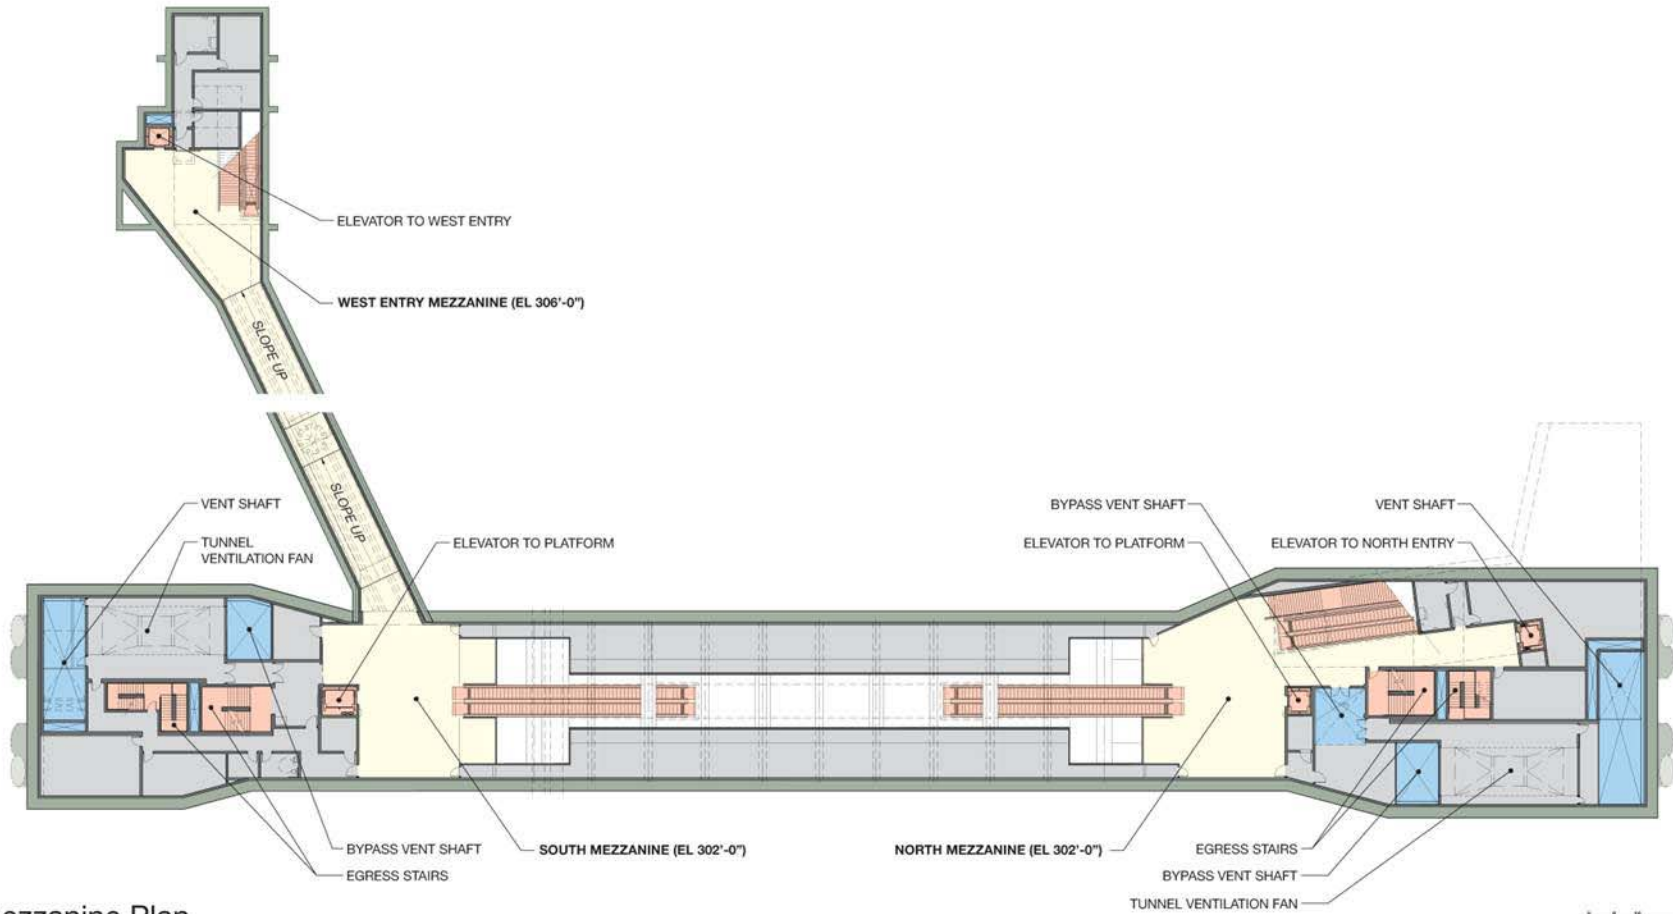 ELEVATOR TO WEST ENTRY
WEST ENTRY MEZZANINE (EL 306'-0")
SLOPE UP
SLOPE UP
VENT SHAFT
TUNNEL
VENTILATION FAN
ELEVATOR TO PLATFORM
BYPASS VENT SHAFT
ELEVATOR TO PLATFORM
VENT SHAFT
ELEVATOR TO NORTH ENTRY
BYPASS VENT SHAFT
EGRESS STAIRS
SOUTH MEZZANINE (EL 302'-0")
NORTH MEZZANINE (EL 302'-0")
EGRESS STAIRS
BYPASS VENT SHAFT
TUNNEL VENTILATION FAN
Plan